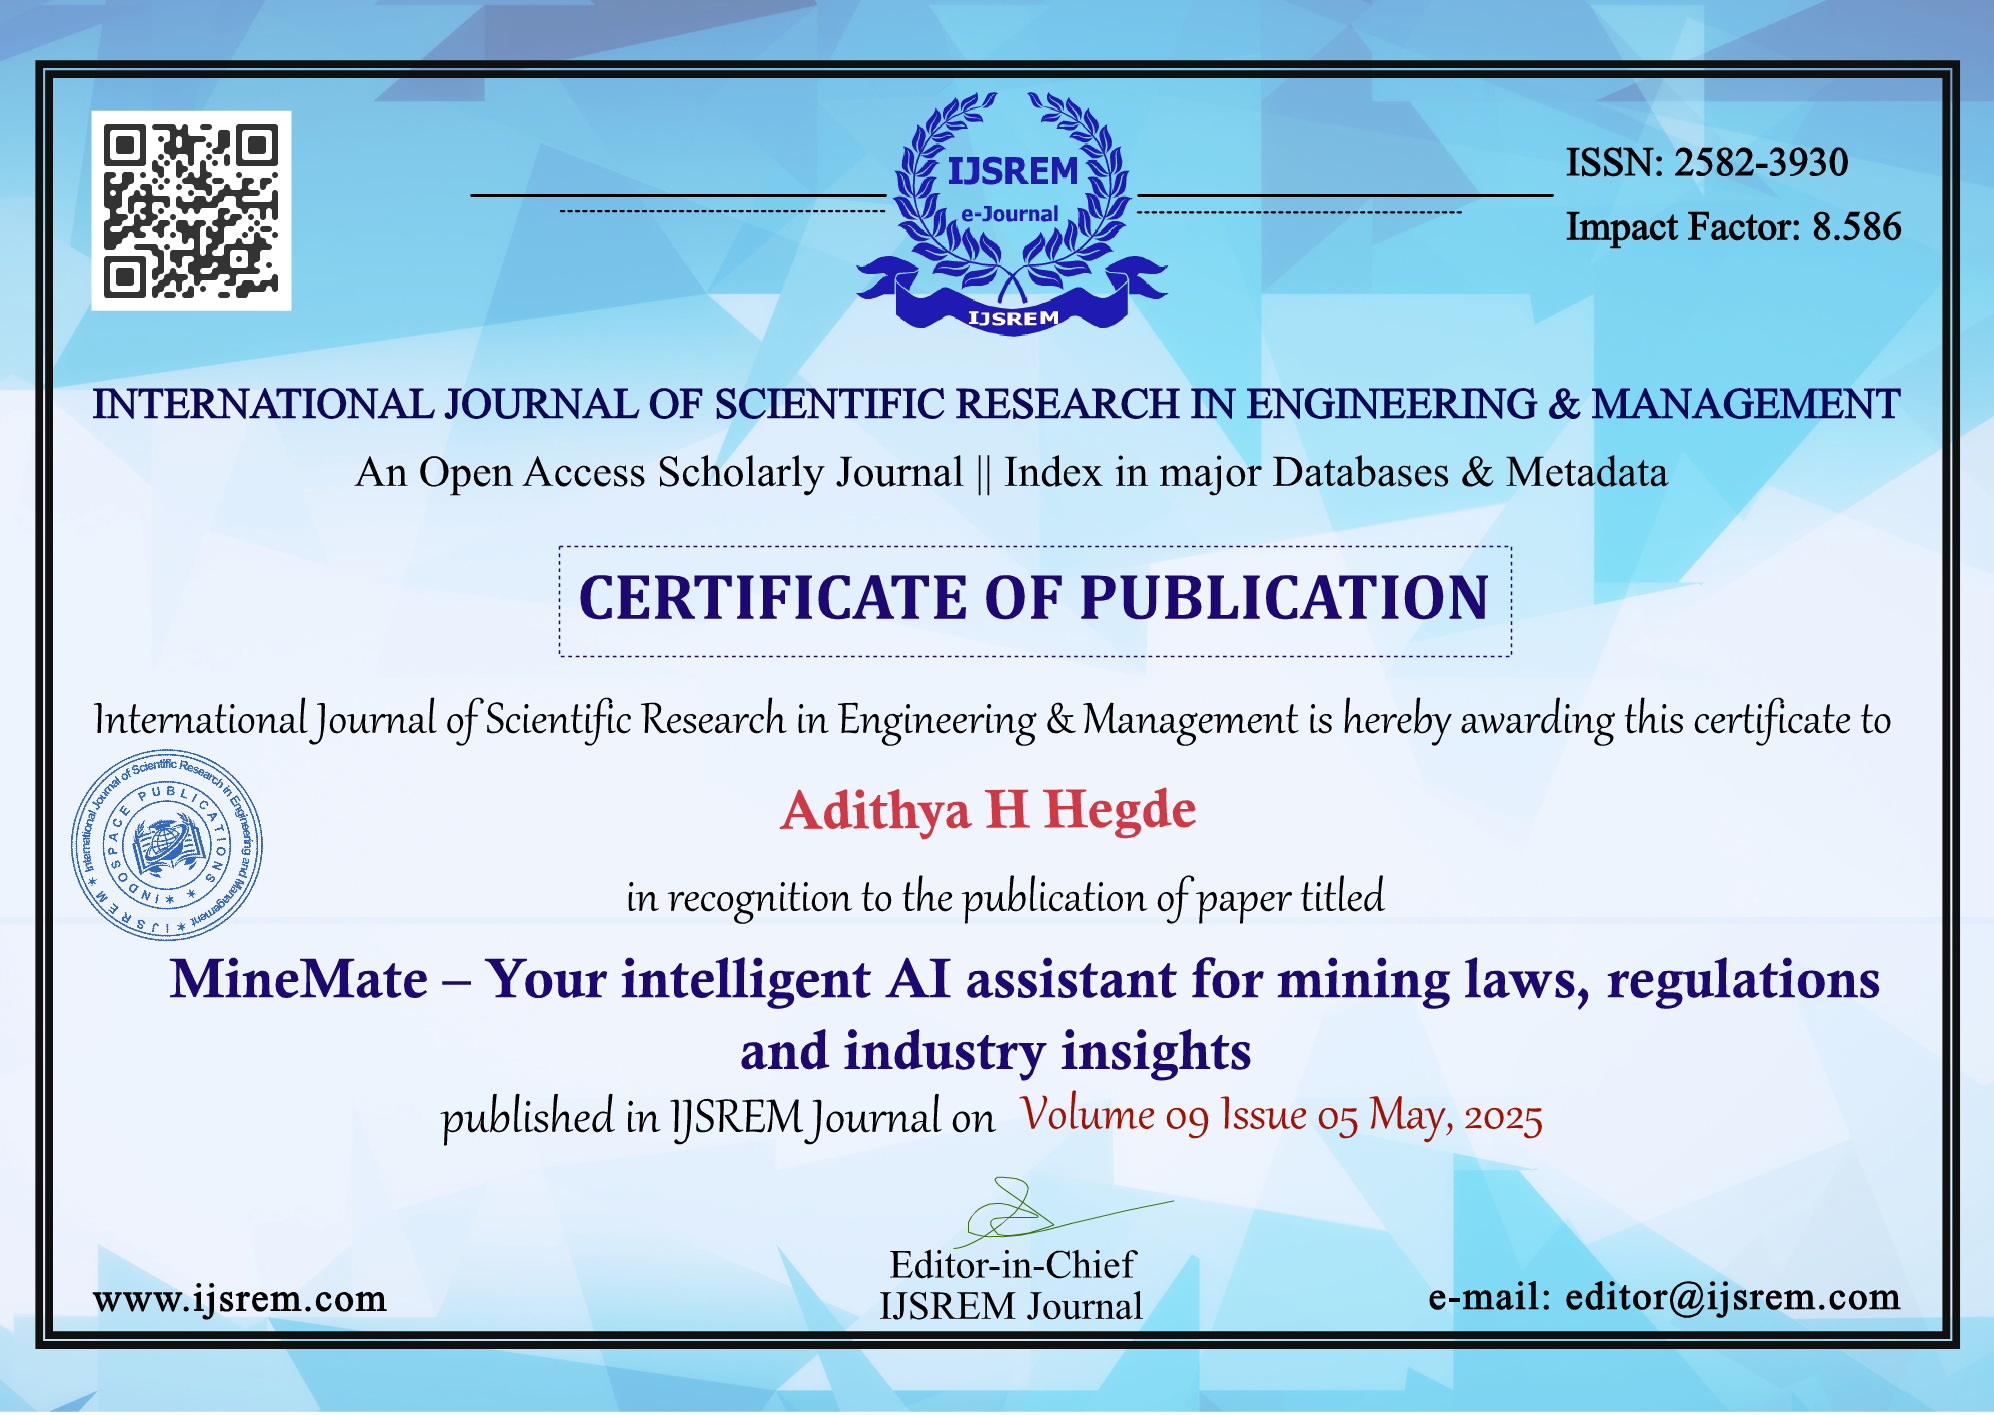 IJSREM
e-Journal
IJSREM
ISSN: 2582-3930
Impact Factor: 8.586
INTERNATIONAL JOURNAL OF SCIENTIFIC RESEARCH IN ENGINEERING & MANAGEMENT
An Open Access Scholarly Journal || Index in major Databases & Metadata
CERTIFICATE OF PUBLICATION
International Journal of Scientific Research in Engineering & Management is hereby awarding this certificate to
International Journal of Scientific Research in Engineering and Management
IJSREM
INDOSPACE PUBLICATIONS
Adithya H Hegde
in recognition to the publication of paper titled
MineMate – Your intelligent AI assistant for mining laws, regulations
and industry insights
published in IJSREM Journal on Volume 09 Issue 05 May, 2025
Editor-in-Chief
IJSREM Journal
www.ijsrem.com
e-mail: editor@ijsrem.com